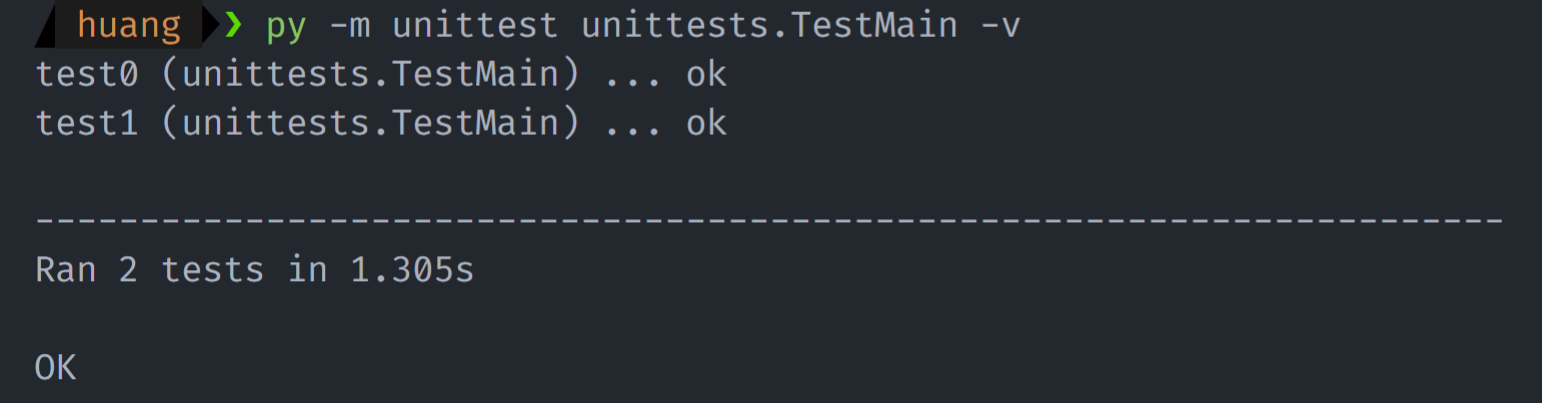 huang ❯ py -m unittest unittests.TestMain -v
test0 (unittests.TestMain) ... ok
test1 (unittests.TestMain) ... ok
----------------------------------------------------------------------
Ran 2 tests in 1.305s
OK